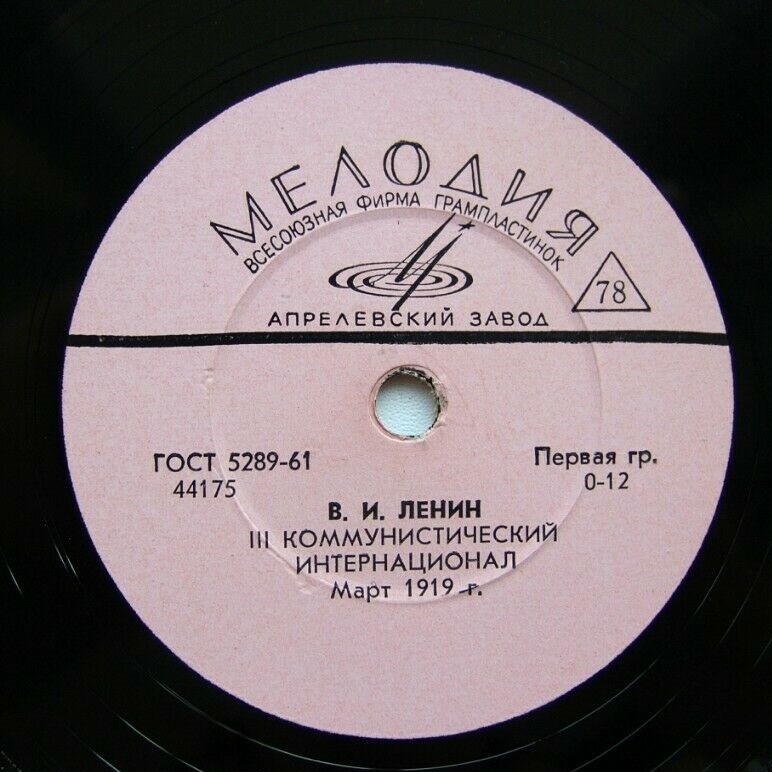 МЕЛОДИЯ
ВСЕСОЮЗНАЯ ФИРМА ГРАМПЛАСТИНОК
78
АПРЕЛЕВСКИЙ ЗАВОД
ГОСТ 5289-61
44175
Первая гр.
0-12
В. И. ЛЕНИН
III КОММУНИСТИЧЕСКИЙ
ИНТЕРНАЦИОНАЛ
Март 1919 г.